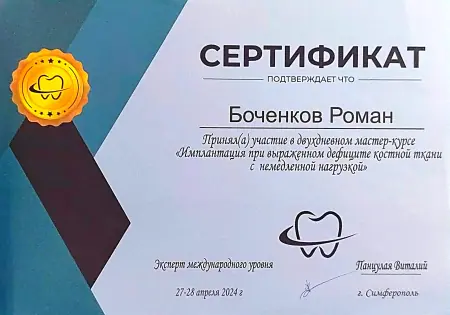 СЕРТИФИКАТ
ПОДТВЕРЖДАЕТ ЧТО
Боченков Роман
Принял(а) участие в двухдневном мастер-курсе
«Имплантация при выраженном дефиците костной ткани
с немедленной нагрузкой»
Эксперт международного уровня
Панцулая Виталий
27-28 апреля 2024 г
г. Симферополь